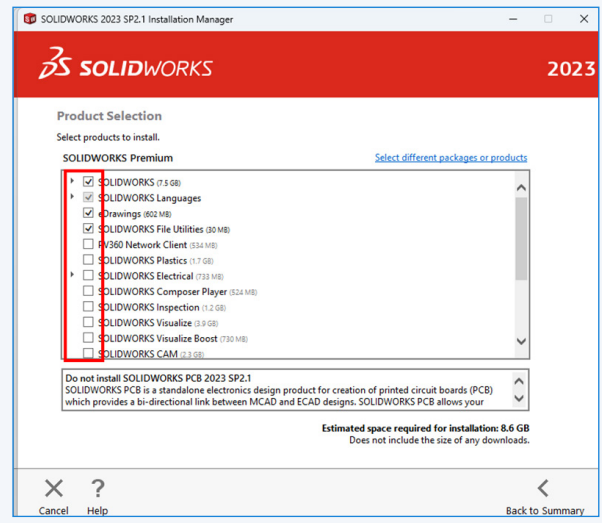 SOLIDWORKS 2023 SP2.1 Installation Manager
SOLIDWORKS 2023
Product Selection
Select products to install.
SOLIDWORKS Premium Select different packages or products
SOLIDWORKS (7.5 GB)
SOLIDWORKS Languages
eDrawings (602 MB)
SOLIDWORKS File Utilities (30 MB)
PV360 Network Client (534 MB)
SOLIDWORKS Plastics (1.7 GB)
SOLIDWORKS Electrical (733 MB)
SOLIDWORKS Composer Player (524 MB)
SOLIDWORKS Inspection (1.2 GB)
SOLIDWORKS Visualize (3.9 GB)
SOLIDWORKS Visualize Boost (730 MB)
SOLIDWORKS CAM (2.3 GB)
Do not install SOLIDWORKS PCB 2023 SP2.1
SOLIDWORKS PCB is a standalone electronics design product for creation of printed circuit boards (PCB)
which provides a bi-directional link between MCAD and ECAD designs. SOLIDWORKS PCB allows your
Estimated space required for installation: 8.6 GB
Does not include the size of any downloads.
Cancel Help Back to Summary